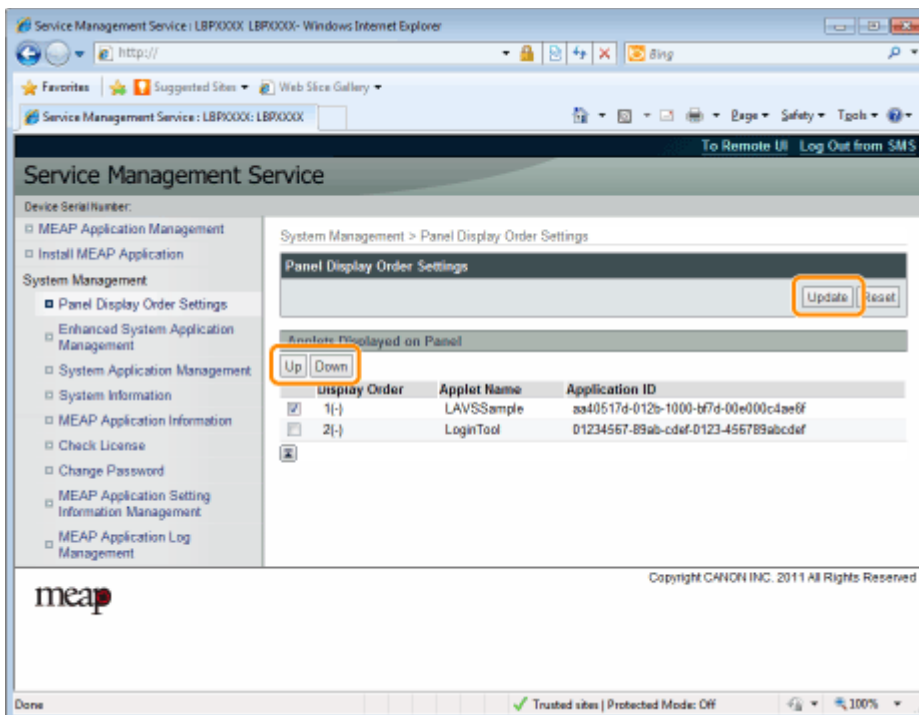 Service Management Service : LBPXXXX: LBPXXXX - Windows Internet Explorer
http://
Bing
Favorites Suggested Sites Web Slice Gallery
Service Management Service : LBPXXXX: LBPXXXX
Page Safety Tools
To Remote UI Log Out from SMS
Service Management Service
Device Serial Number:
MEAP Application Management
Install MEAP Application
System Management
Panel Display Order Settings
Enhanced System Application
Management
System Application Management
System Information
MEAP Application Information
Check License
Change Password
MEAP Application Setting
Information Management
MEAP Application Log
Management
System Management > Panel Display Order Settings
Panel Display Order Settings
Update Reset
Applets Displayed on Panel
Up Down
Display Order Applet Name Application ID
1(-) LAVSSample aa40517d-012b-1000-bf7d-00e000c4ae6f
2(-) LoginTool 01234567-89ab-cdef-0123-456789abcdef
Copyright CANON INC. 2011 All Rights Reserved
meap
Done Trusted sites | Protected Mode: Off 100%